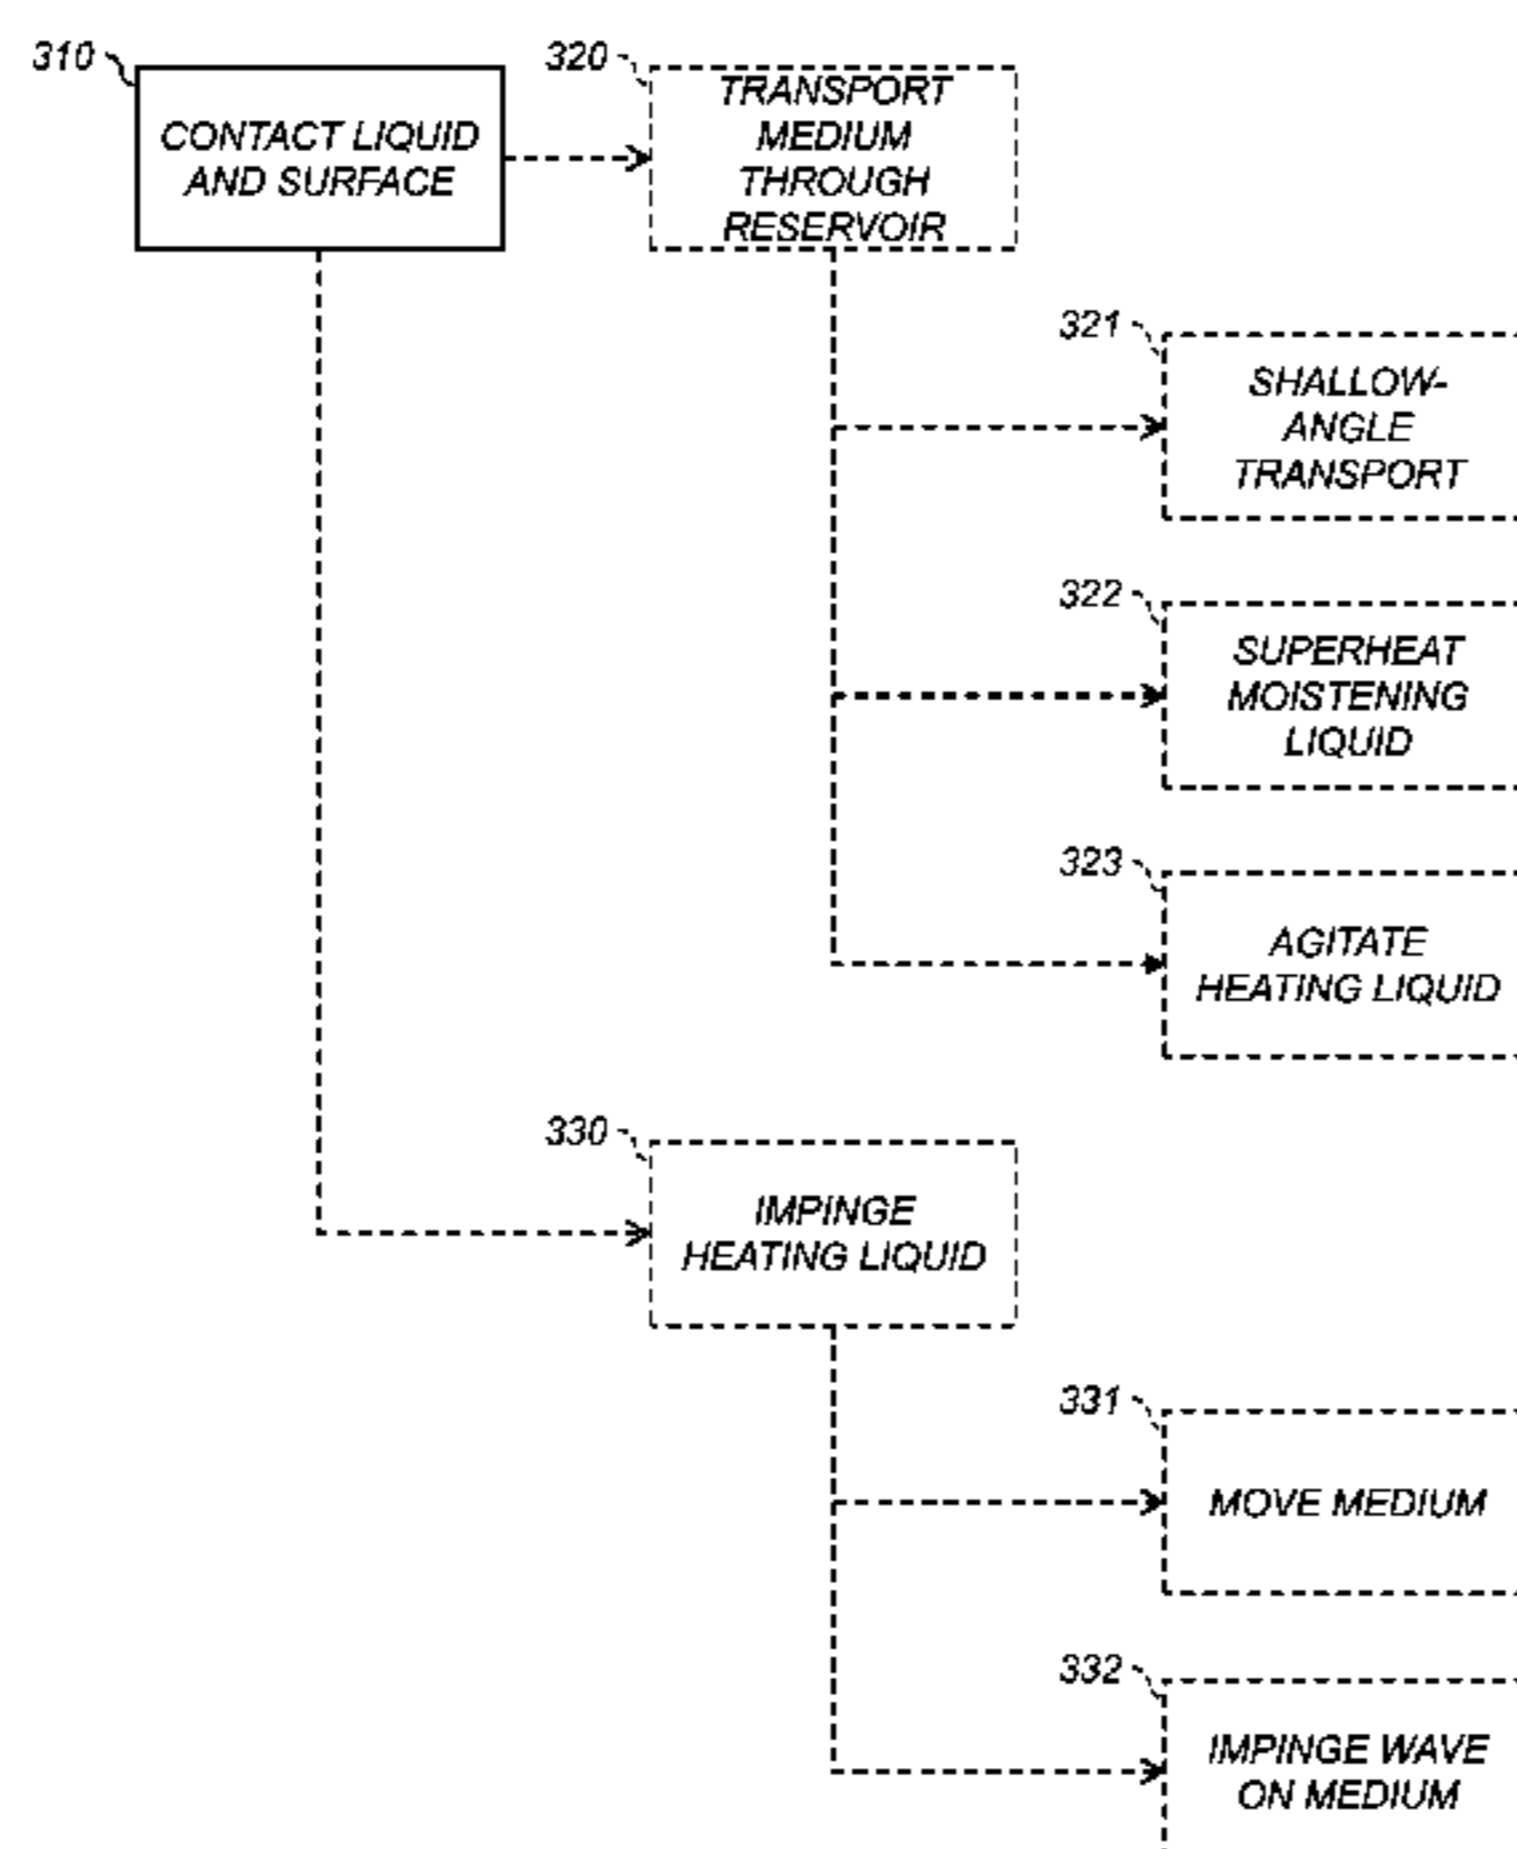 310
CONTACT LIQUID
AND SURFACE
320
TRANSPORT
MEDIUM
THROUGH
RESERVOIR
321
SHALLOW-
ANGLE
TRANSPORT
322
SUPERHEAT
MOISTENING
LIQUID
323
AGITATE
HEATING LIQUID
330
IMPINGE
HEATING LIQUID
331
MOVE MEDIUM
332
IMPINGE WAVE
ON MEDIUM